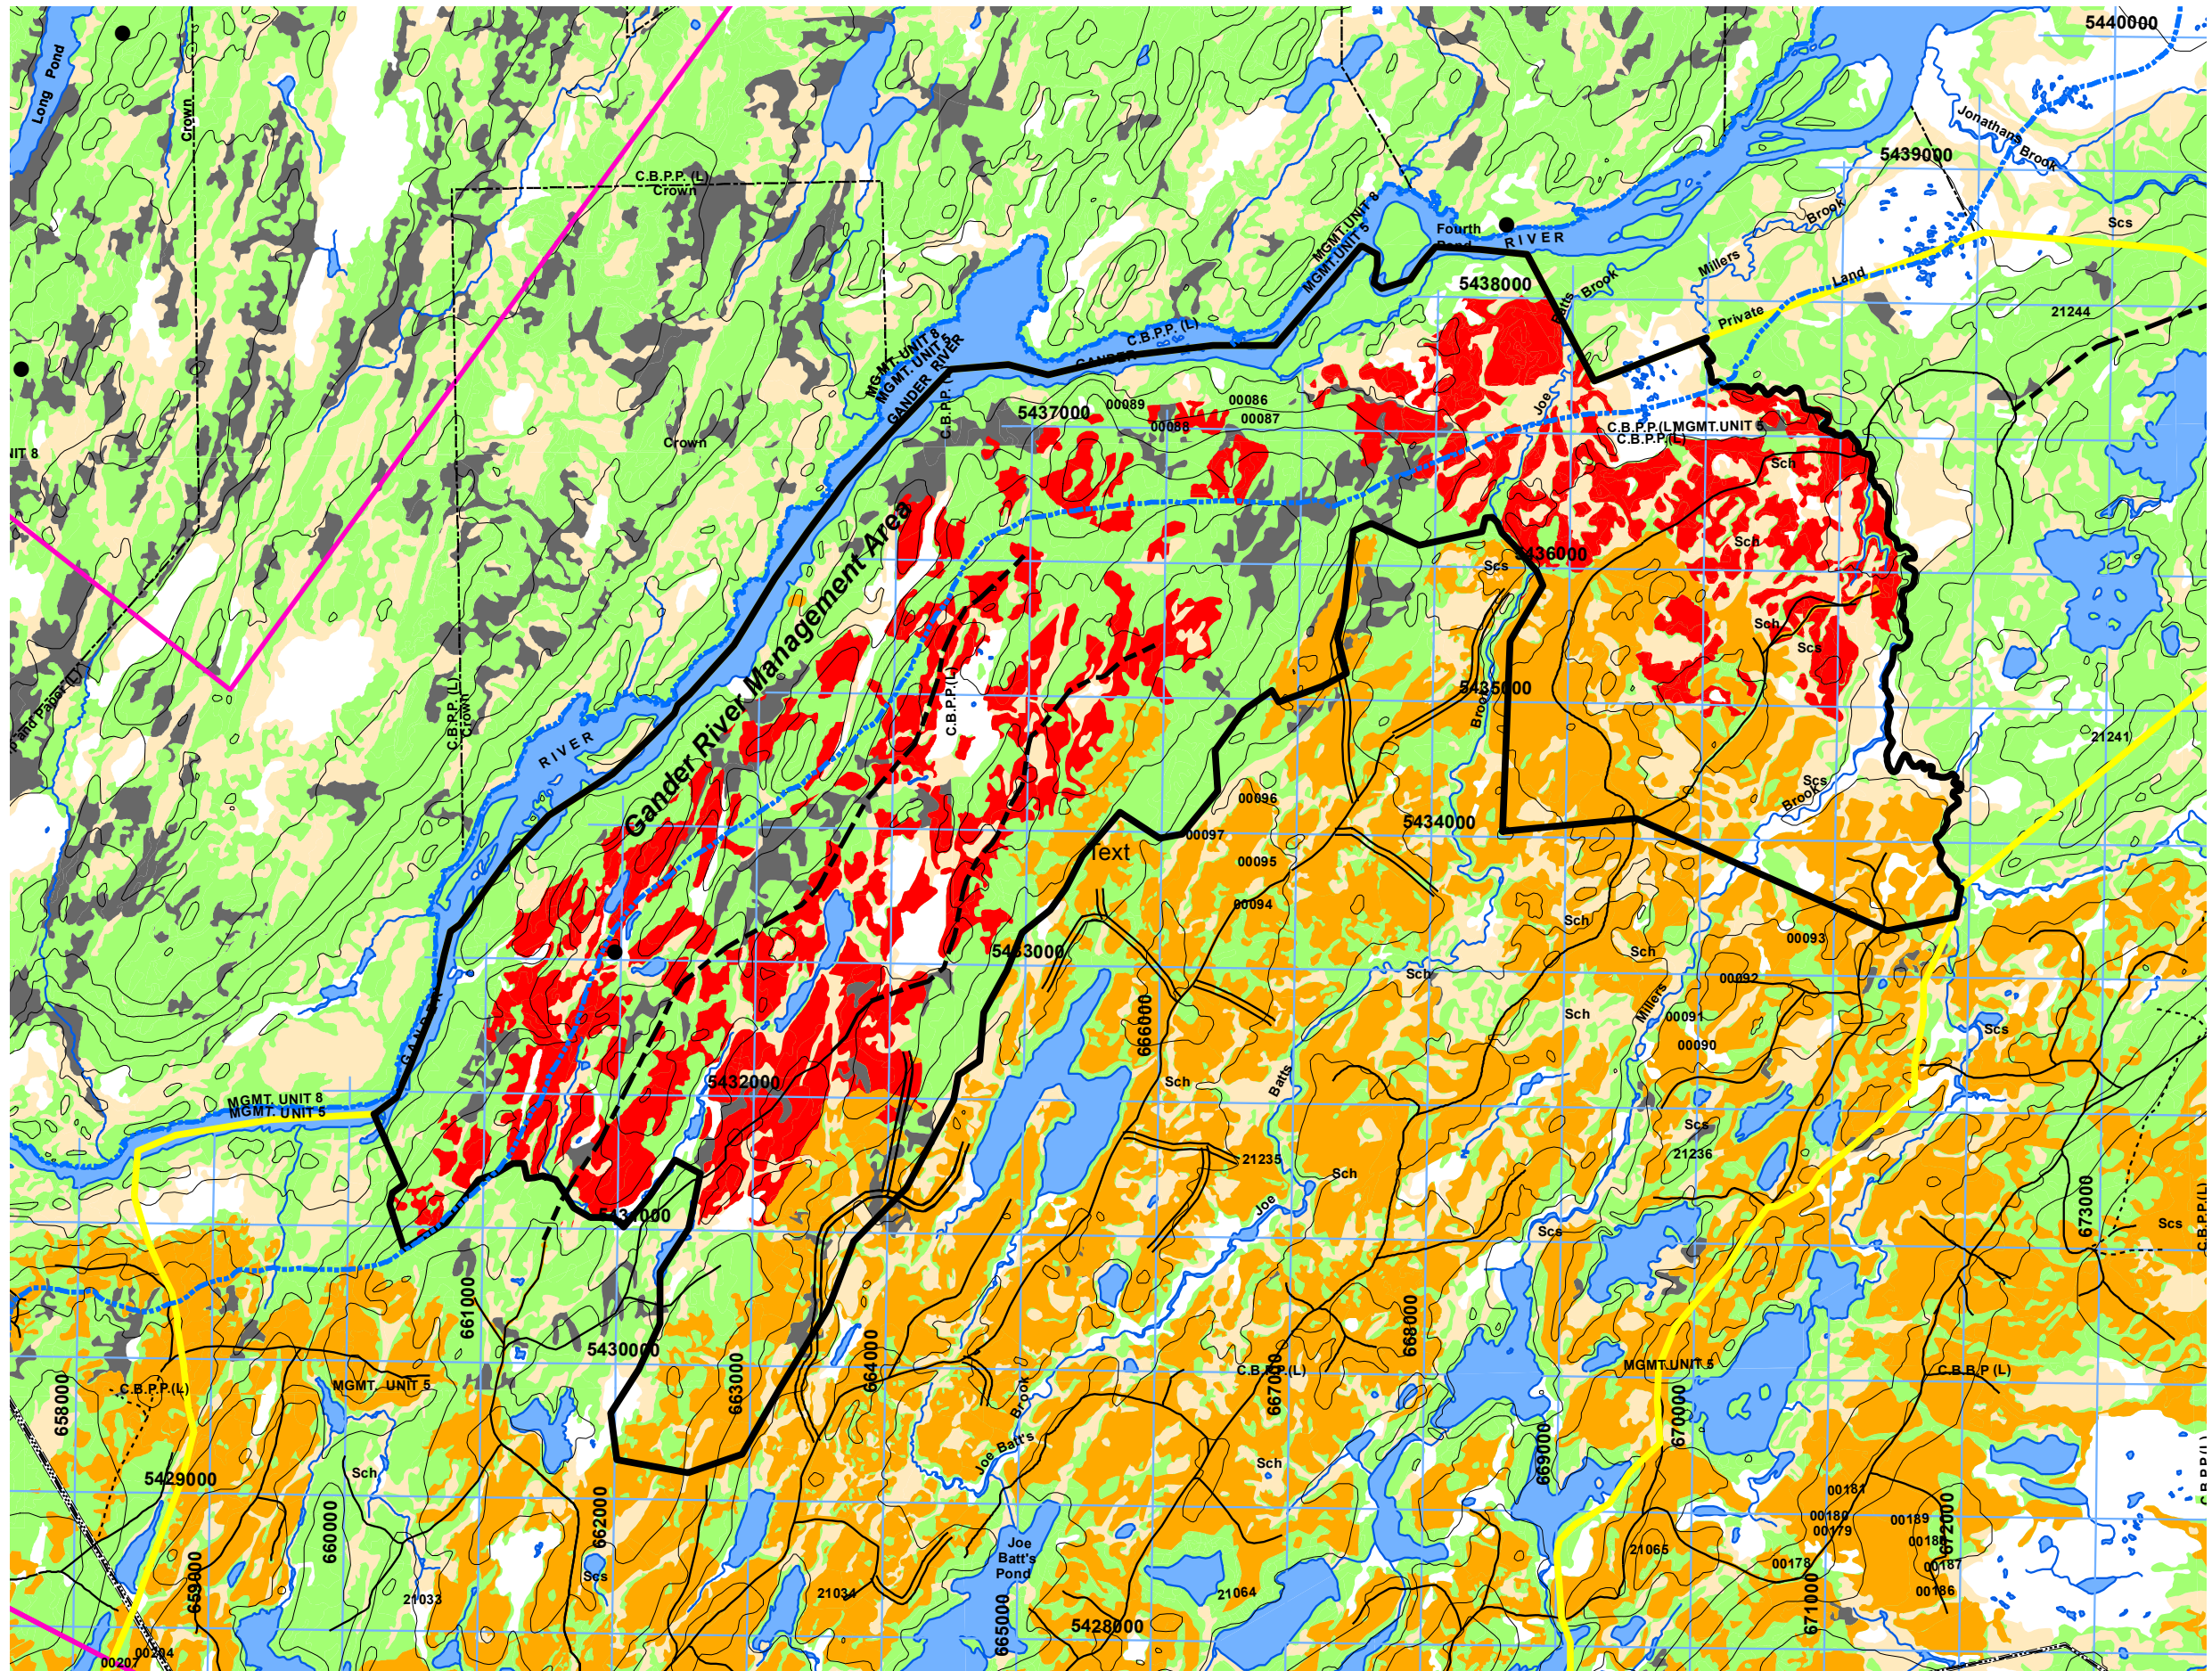 5440000
Long Pond
Crown
Jonathans Brook
5439000
C.B.P.P. (L)
Crown
Scs
Brook
MGMT. UNIT 8
MGMT. UNIT 5
Fourth
RIVER
Millers
Land
5438000
Batts
Brook
Private
21244
C.B.P.P. (L)
GANDER
MGMT. UNIT 8
MGMT. UNIT 5
GANDER RIVER
5437000
00089
00086
00088
00087
Joe
C.B.P.P.(L)
MGMT.UNIT 5
C.B.P.P.(L)
Crown
Sch
Gander River Management Area
Sch
5436000
Scs
Sch
Scs
5435000
Brook
C.B.P.P.(L)
C.B.P.P.(L)
Crown
21241
RIVER
Scs
Brook
00096
5434000
00097
Text
00095
00094
Sch
00093
5433000
Sch
Sch
00092
Millers
666000
Sch
00091
Scs
00090
GANDER
5432000
Sch
Batts
MGMT. UNIT 8
MGMT. UNIT 5
Scs
21235
21236
Sch
Joe
673000
C.B.P.P.(L)
5431000
Scs
Scs
661000
668000
5430000
664000
663000
C.B.P.P.(L)
MGMT.UNIT 5
C.B.B.P (L)
658000
C.B.P.P.(L)
MGMT. UNIT 5
667000
670000
Brook
Joe Batt's
669000
5429000
Sch
Sch
00181
662000
00180
00189
672000
660000
00179
Joe
Batt's
Pond
21065
00178
00187
659000
Scs
00186
21033
21034
21064
671000
665000
5428000
00204
00207